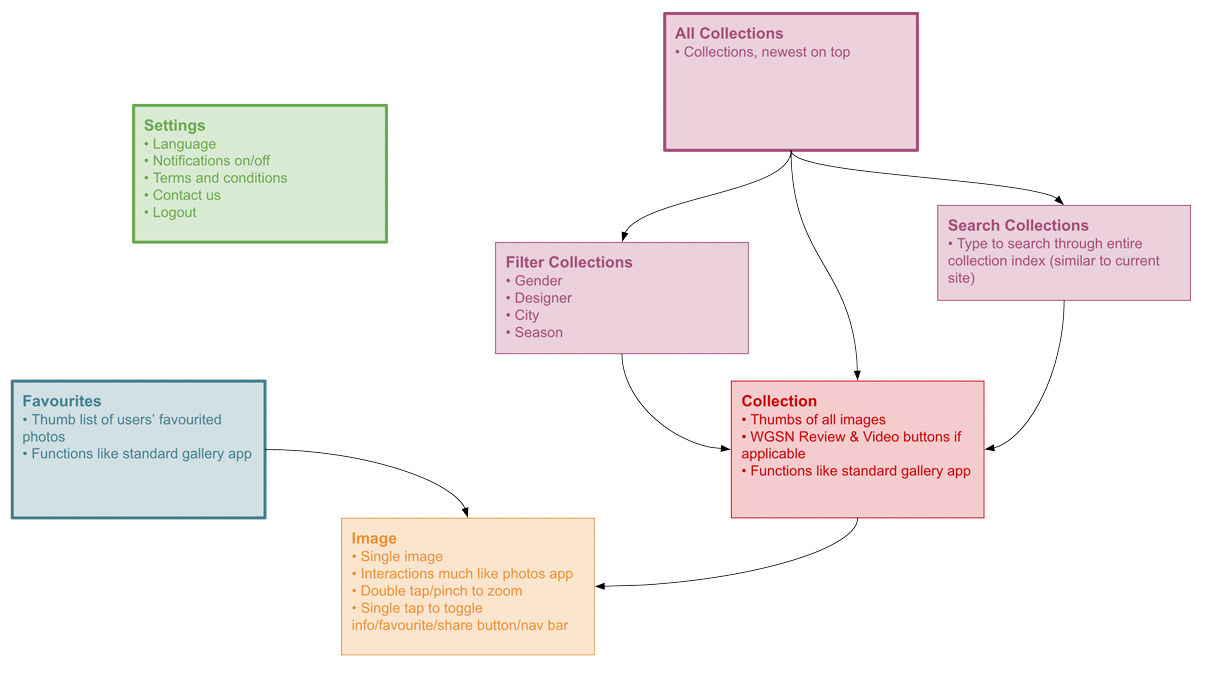 All Collections
• Collections, newest on top
Settings
• Language
• Notifications on/off
• Terms and conditions
• Contact us
• Logout
Search Collections
• Type to search through entire
collection index (similar to current
site)
Filter Collections
• Gender
• Designer
• City
• Season
Favourites
• Thumb list of users’ favourited
photos
• Functions like standard gallery app
Collection
• Thumbs of all images
• WGSN Review & Video buttons if
applicable
• Functions like standard gallery app
Image
• Single image
• Interactions much like photos app
• Double tap/pinch to zoom
• Single tap to toggle
info/favourite/share button/nav bar